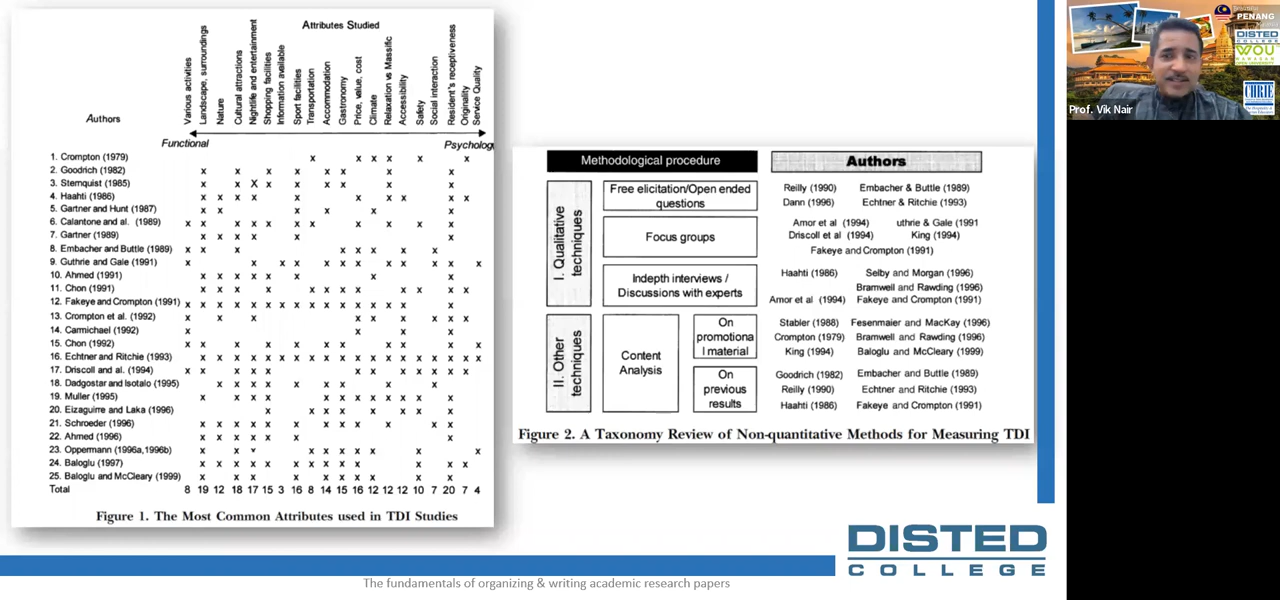 Attributes Studied
Authors
Various activities
Landscape, surroundings
Nature
Cultural attractions
Nightlife and entertainment
Shopping facilities
Information available
Sport facilities
Transportation
Accommodation
Gastronomy
Price, value, cost
Climate
Relaxation vs Massific
Accessibility
Safety
Social interaction
Resident's receptiveness
Originality
Service Quality
Functional
Psycholog
1. Crompton (1979) x x x x x x
2. Goodrich (1982) x x x x x x x x
3. Sternquist (1985) x x X x x x x x x
4. Haahti (1986) x x x x x x x x x
5. Gartner and Hunt (1987) x x x x x x
6. Calantone and al. (1989) x x x x x x x x x x x
7. Gartner (1989) x x x x x x
8. Embacher and Buttle (1989) x x x x x x x x
9. Guthrie and Gale (1991) x x x x x x x x x x x x
10. Ahmed (1991) x x x x x x x x
11. Chon (1991) x x x x x x x x x x x x
12. Fakeye and Crompton (1991) x x x x x x x x x x x x x x x x x
13. Crompton et al. (1992) x x x x x x x x x
14. Carmichael (1992) x x x x
15. Chon (1992) x x x x x x x x x x
16. Echtner and Ritchie (1993) x x x x x x x x x x x x x x x x x x x
17. Driscoll and al. (1994) x x x x x x x x x x x x
18. Dadgostar and Isotalo (1995) x x x x x x x x
19. Muller (1995) x x x x x x x x x x x x
20. Eizaguirre and Laka (1996) x x x x x x x x
21. Schroeder (1996) x x x x x x x x x x x x
22. Ahmed (1996) x x x x x x x
23. Oppermann (1996a,1996b) x x x x x x x x x x
24. Baloglu (1997) x x x x x x x x x x x x x
25. Baloglu and McCleary (1999) x x x x x x x x x x
Total 8 19 12 18 17 15 3 16 8 14 15 16 12 12 12 10 7 20 7 4
Figure 1. The Most Common Attributes used in TDI Studies
Methodological procedure
Authors
I. Qualitative
techniques
Free elicitation/Open ended
questions
Reilly (1990) Embacher & Buttle (1989)
Dann (1996) Echtner & Ritchie (1993)
Focus groups
Amor et al (1994) uthrie & Gale (1991
Driscoll et al (1994) King (1994)
Fakeye and Crompton (1991)
Indepth interviews /
Discussions with experts
Haahti (1986) Selby and Morgan (1996)
Bramwell and Rawding (1996)
Amor et al (1994) Fakeye and Crompton (1991)
II. Other
techniques
Content
Analysis
On
promotiona
l material
Stabler (1988) Fesenmaier and MacKay (1996)
Crompton (1979) Bramwell and Rawding (1996)
King (1994) Baloglu and McCleary (1999)
On
previous
results
Goodrich (1982) Embacher and Buttle (1989)
Reilly (1990) Echtner and Ritchie (1993)
Haahti (1986) Fakeye and Crompton (1991)
Figure 2. A Taxonomy Review of Non-quantitative Methods for Measuring TDI
DISTED
COLLEGE
The fundamentals of organizing & writing academic research papers
PENANG
DISTED
COLLEGE
WOU
CHRIE
Prof. Vik Nair